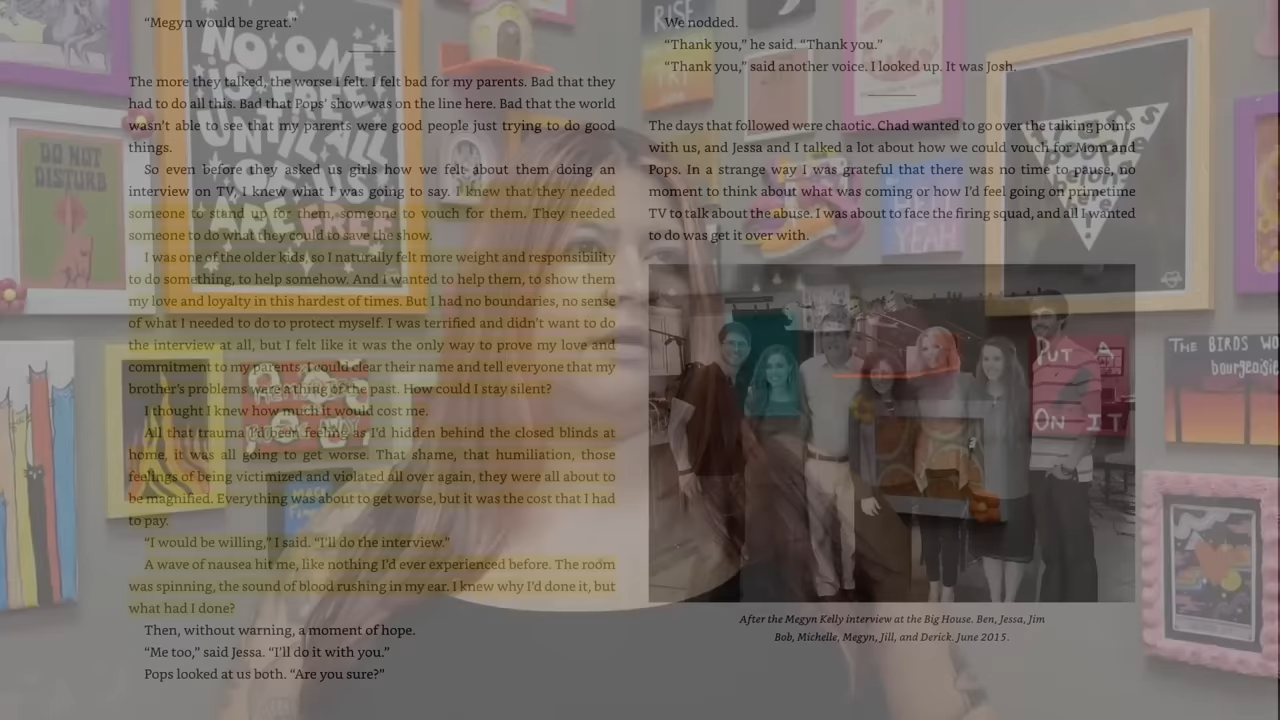 “Megyn would be great.”
The more they talked, the worse I felt. I felt bad for my parents. Bad that they
had to do all this. Bad that Pops’ show was on the line here. Bad that the world
wasn’t able to see that my parents were good people just trying to do good
things.
So even before they asked us girls how we felt about them doing an
interview on TV, I knew what I was going to say. I knew that they needed
someone to stand up for them, someone to vouch for them. They needed
someone to do what they could to save the show.
I was one of the older kids, so I naturally felt more weight and responsibility
to do something, to help somehow. And I wanted to help them, to show them
my love and loyalty in this hardest of times. But I had no boundaries, no sense
of what I needed to do to protect myself. I was terrified and didn’t want to do
the interview at all, but I felt like it was the only way to prove my love and
commitment to my parents. I could clear their name and tell everyone that my
brother’s problems were a thing of the past. How could I stay silent?
I thought I knew how much it would cost me.
All that trauma I’d been feeling as I’d hidden behind the closed blinds at
home, it was all going to get worse. That shame, that humiliation, those
feelings of being victimized and violated all over again, they were all about to
be magnified. Everything was about to get worse, but it was the cost that I had
to pay.
“I would be willing,” I said. “I’ll do the interview.”
A wave of nausea hit me, like nothing I’d ever experienced before. The room
was spinning, the sound of blood rushing in my ear. I knew why I’d done it, but
what had I done?
Then, without warning, a moment of hope.
“Me too,” said Jessa. “I’ll do it with you.”
Pops looked at us both. “Are you sure?”
We nodded.
“Thank you,” he said. “Thank you.”
“Thank you,” said another voice. I looked up. It was Josh.
The days that followed were chaotic. Chad wanted to go over the talking points
with us, and Jessa and I talked a lot about how we could vouch for Mom and
Pops. In a strange way I was grateful that there was no time to pause, no
moment to think about what was coming or how I’d feel going on primetime
TV to talk about the abuse. I was about to face the firing squad, and all I wanted
to do was get it over with.
After the Megyn Kelly interview at the Big House. Ben, Jessa, Jim
Bob, Michelle, Megyn, Jill, and Derick. June 2015.
NO ONE
IS FREE
UNTIL ALL
ARE FREE
DO NOT
DISTURB
RISE
HELL
YEAH
PUT A
ON IT
THE BIRDS WO
bourgeoisie